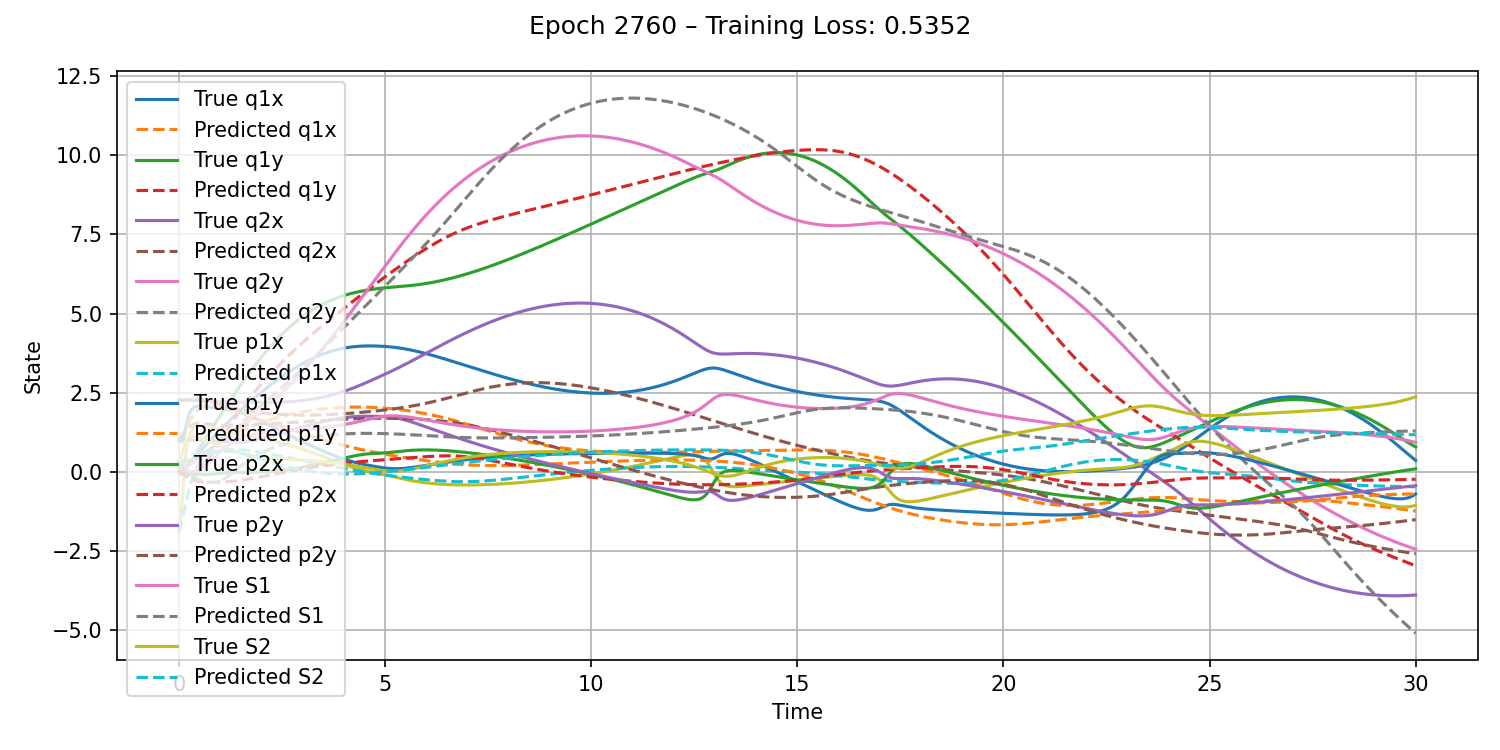 Epoch 2760 – Training Loss: 0.5352
12.5
10.0
7.5
5.0
2.5
0.0
−2.5
−5.0
State
True q1x
Predicted q1x
True q1y
Predicted q1y
True q2x
Predicted q2x
True q2y
Predicted q2y
True p1x
Predicted p1x
True p1y
Predicted p1y
True p2x
Predicted p2x
True p2y
Predicted p2y
True S1
Predicted S1
True S2
Predicted S2
0 5 10 15 20 25 30
Time